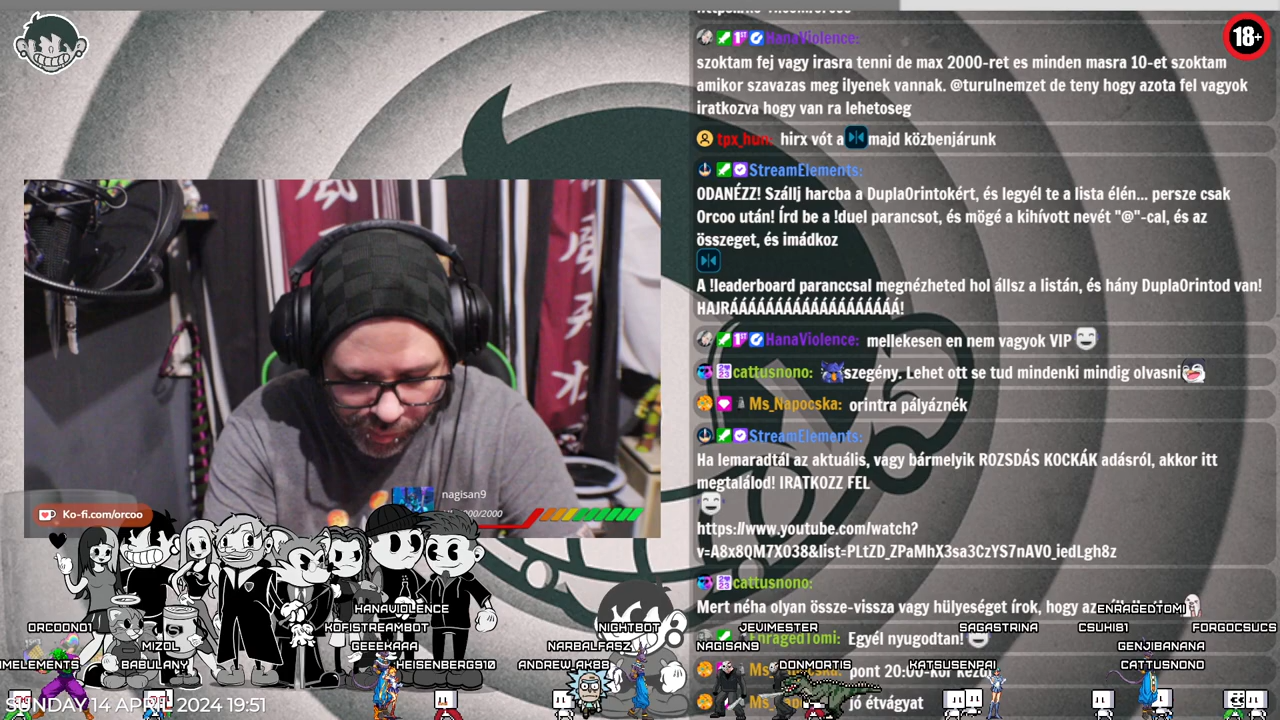 HanaViolence:
szoktam fej vagy irasra tenni de max 2000-ret es minden masra 10-et szoktam
amikor szavazas meg ilyenek vannak. @turulnemzet de teny hogy azota fel vagyok
iratkozva hogy van ra lehetoseg
18+
tpx_hun: hirx vót a majd közbenjárunk
StreamElements:
ODANÉZZ! Szállj harcba a DuplaOrintokért, és legyél te a lista élén... persze csak
Orcoo után! Írd be a !duel parancsot, és mögé a kihívott nevét "@"-cal, és az
összeget, és imádkoz
A !leaderboard paranccsal megnézheted hol állsz a listán, és hány DuplaOrintod van!
HAJRÁÁÁÁÁÁÁÁÁÁÁÁÁÁÁÁÁÁÁ!
HanaViolence: mellekesen en nem vagyok VIP
cattusnono: szegény. Lehet ott se tud mindenki mindig olvasni
Ms_Napocska: orintra pályáznék
StreamElements:
Ha lemaradtál az aktuális, vagy bármelyik ROZSDÁS KOCKÁK adásról, akkor itt
megtalálod! IRATKOZZ FEL
https://www.youtube.com/watch?
v=A8x8QM7XO38&list=PLtZD_ZPaMhX3sa3CzYS7nAVO_iedLgh8z
cattusnono:
Mert néha olyan össze-vissza vagy hülyeséget írok, hogy az
EnragedTomi: Egyél nyugodtan!
pont 20:00-kor
jó étvágyat
nagisan9
Ko-fi.com/orcoo
HANAVIOLENCE
ENRAGEDTOMI
ORCOONO1
KOFISTREAMBOT
NIGHTBOT
JEVIMESTER
SAGASTRINA
CSUHI81
FORGOCSUCS
MIZOL
GEEEKAAA
NARBALFASZ
NAGISAN9
GENJIBANANA
BABULANY
HEISENBERG910
ANDREW_AK88
DONMORTIS
KATSUSENPAI
CATTUSNONO
SUNDAY 14 APRIL 2024 19:51